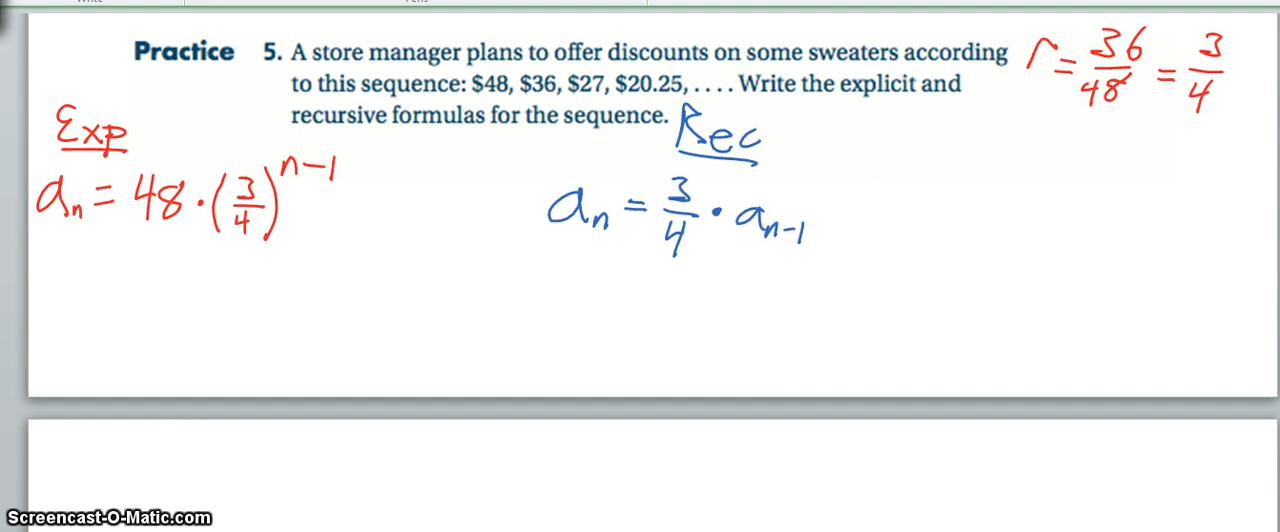 Practice 5. A store manager plans to offer discounts on some sweaters according
to this sequence: $48, $36, $27, $20.25, . . . . Write the explicit and
recursive formulas for the sequence.
r = 36/48 = 3/4
Exp
aₙ = 48 · (3/4)ⁿ⁻¹
Rec
aₙ = 3/4 · aₙ₋₁
Screencast-O-Matic.com